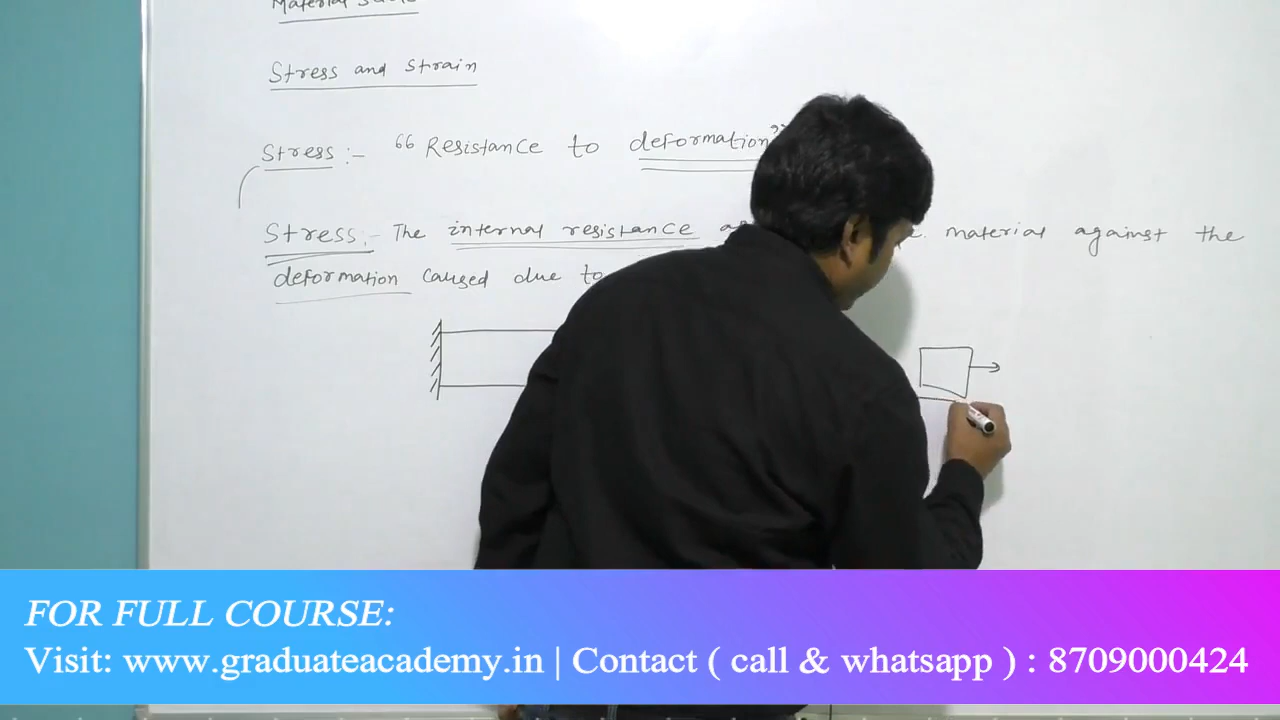 Material
Stress and Strain
Stress :- "Resistance to deformation"
Stress :- The internal resistance material against the
deformation caused due to
FOR FULL COURSE:
Visit: www.graduateacademy.in | Contact ( call & whatsapp ) : 8709000424